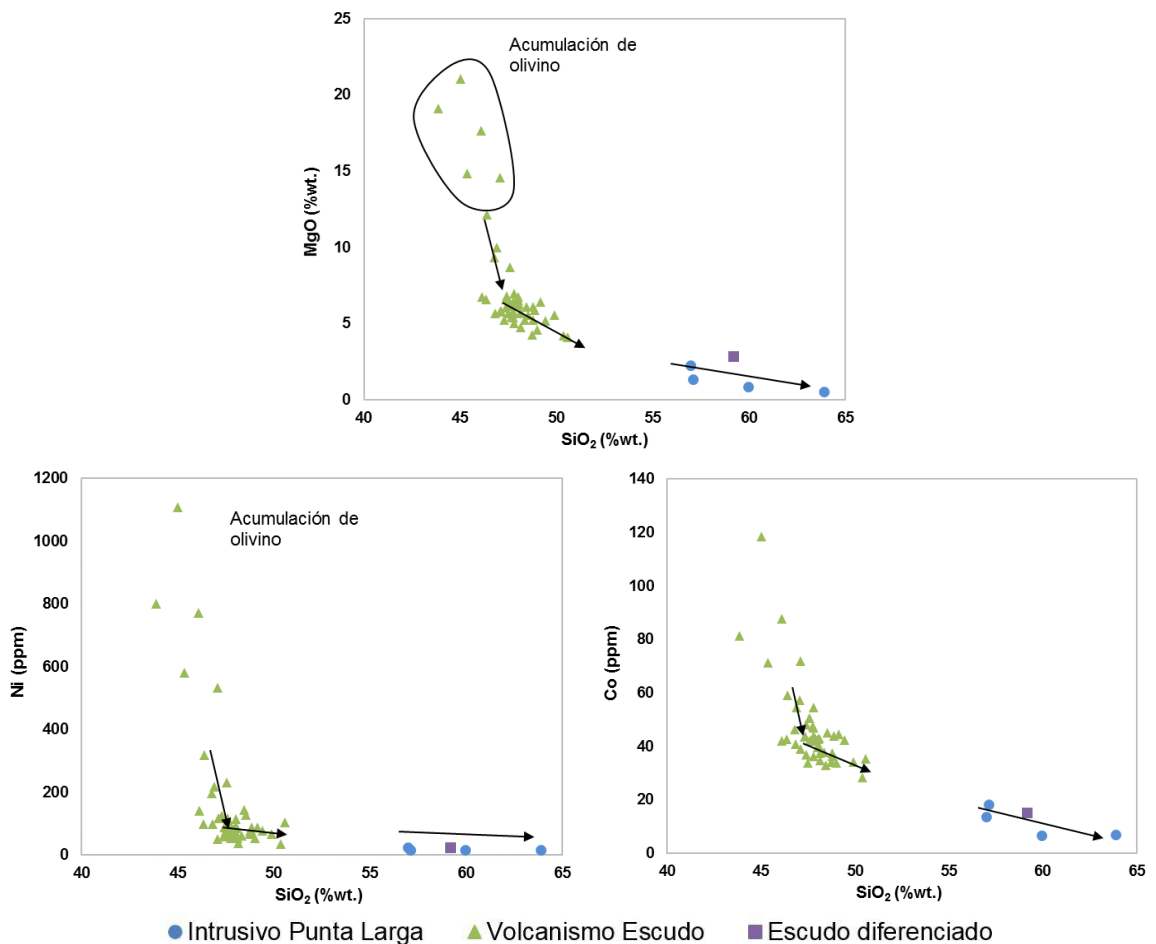 25
20
15
10
5
0
MgO (%wt.)
Acumulación de
olivino
40 45 50 55 60 65
SiO₂ (%wt.)
1200
1000
800
600
400
200
0
Ni (ppm)
Acumulación de
olivino
40 45 50 55 60 65
SiO₂ (%wt.)
140
120
100
80
60
40
20
0
Co (ppm)
40 45 50 55 60 65
SiO₂ (%wt.)
Intrusivo Punta Larga Volcanismo Escudo Escudo diferenciado